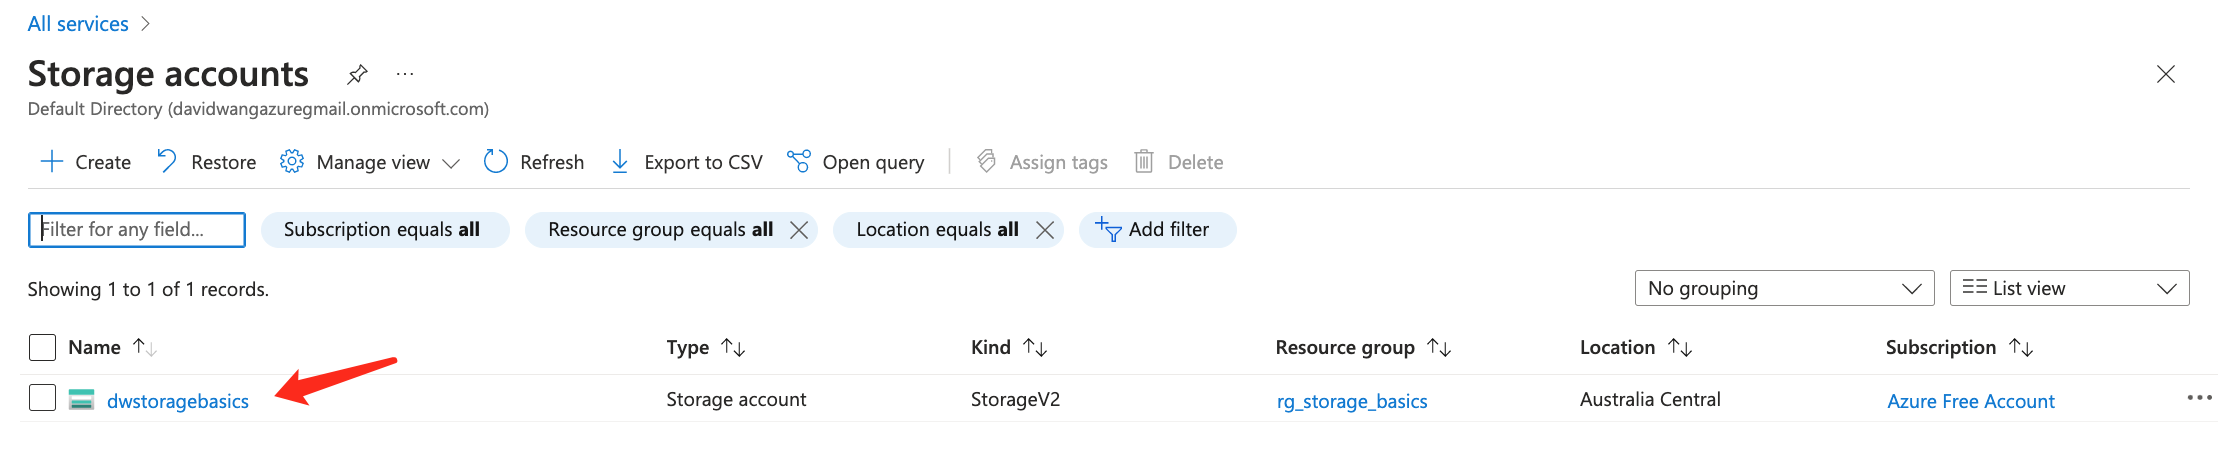 All services
Storage accounts
Default Directory (davidwangazuregmail.onmicrosoft.com)
Create Restore Manage view Refresh Export to CSV Open query Assign tags Delete
Filter for any field... Subscription equals all Resource group equals all Location equals all Add filter
Showing 1 to 1 of 1 records. No grouping List view
Name Type Kind Resource group Location Subscription
dwstoragebasics Storage account StorageV2 rg_storage_basics Australia Central Azure Free Account